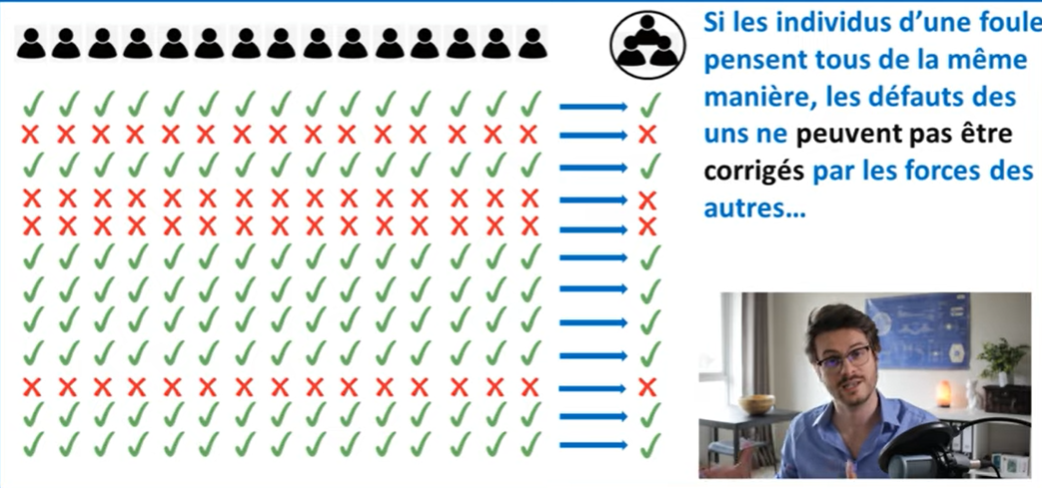 Si les individus d’une foule
pensent tous de la même
manière, les défauts des
uns ne peuvent pas être
corrigés par les forces des
autres…